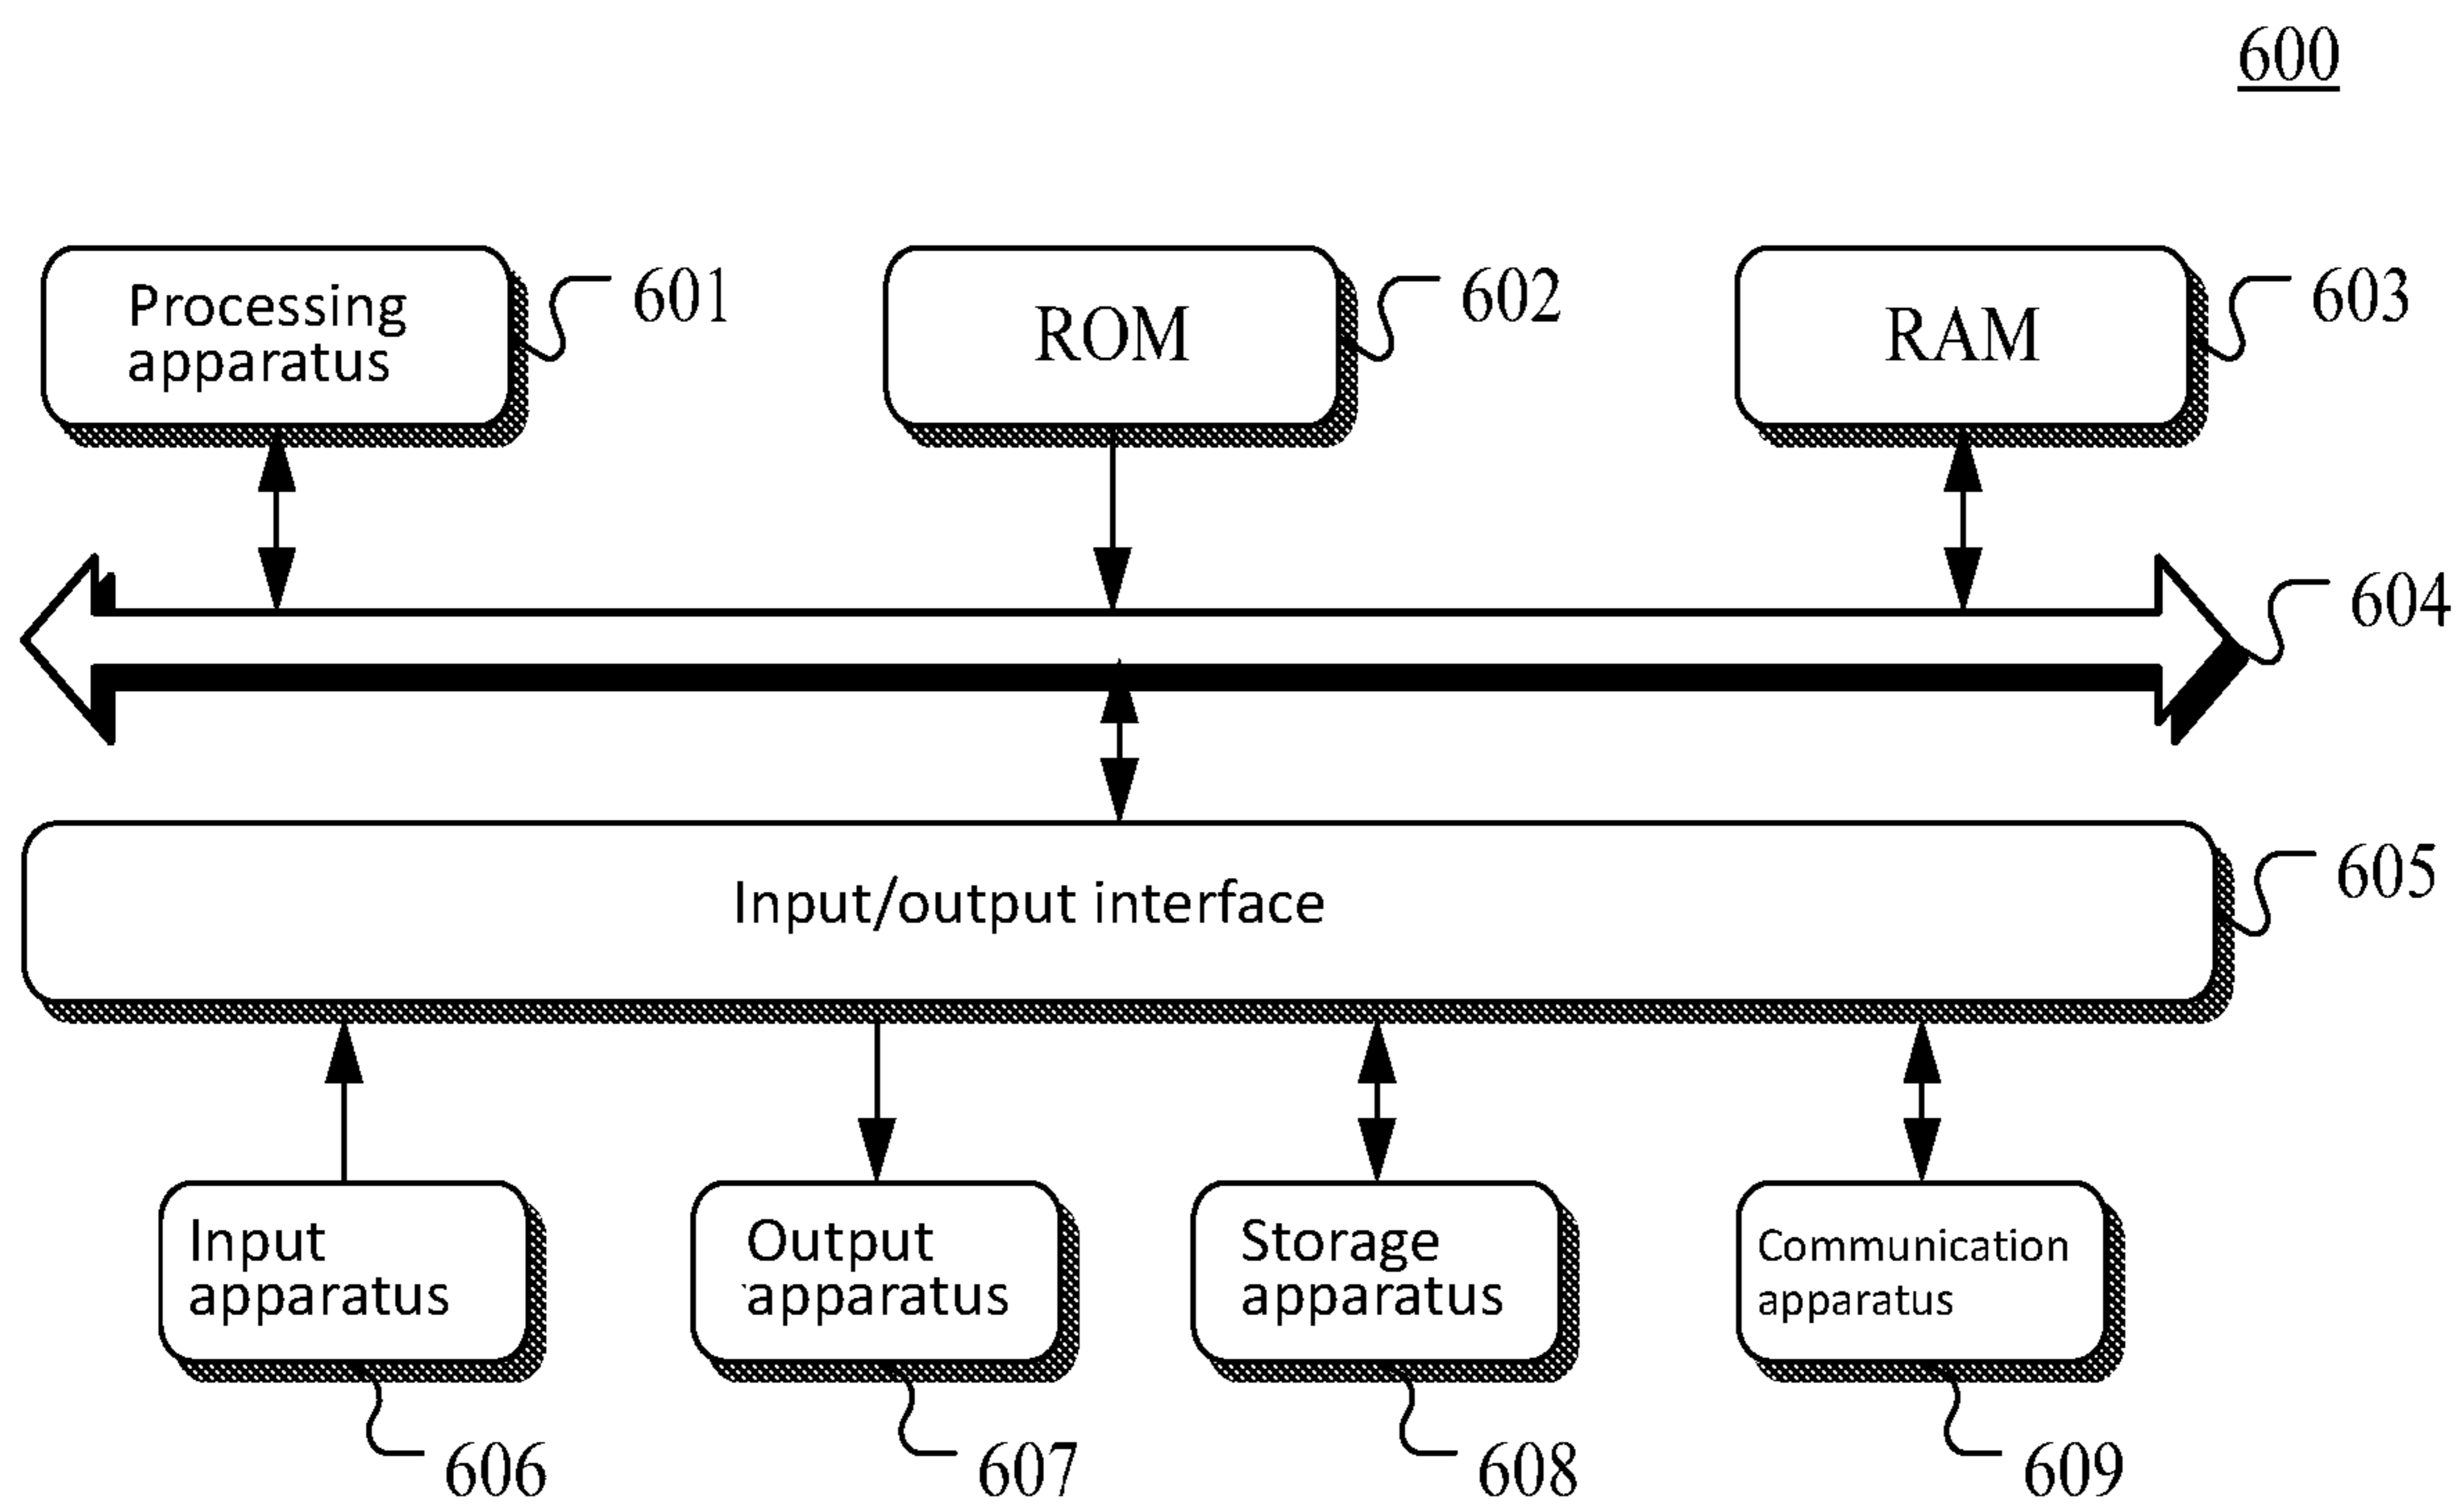 600
Processing
apparatus
601
ROM
602
RAM
603
604
Input/output interface
605
Input
apparatus
Output
apparatus
Storage
apparatus
Communication
apparatus
606
607
608
609